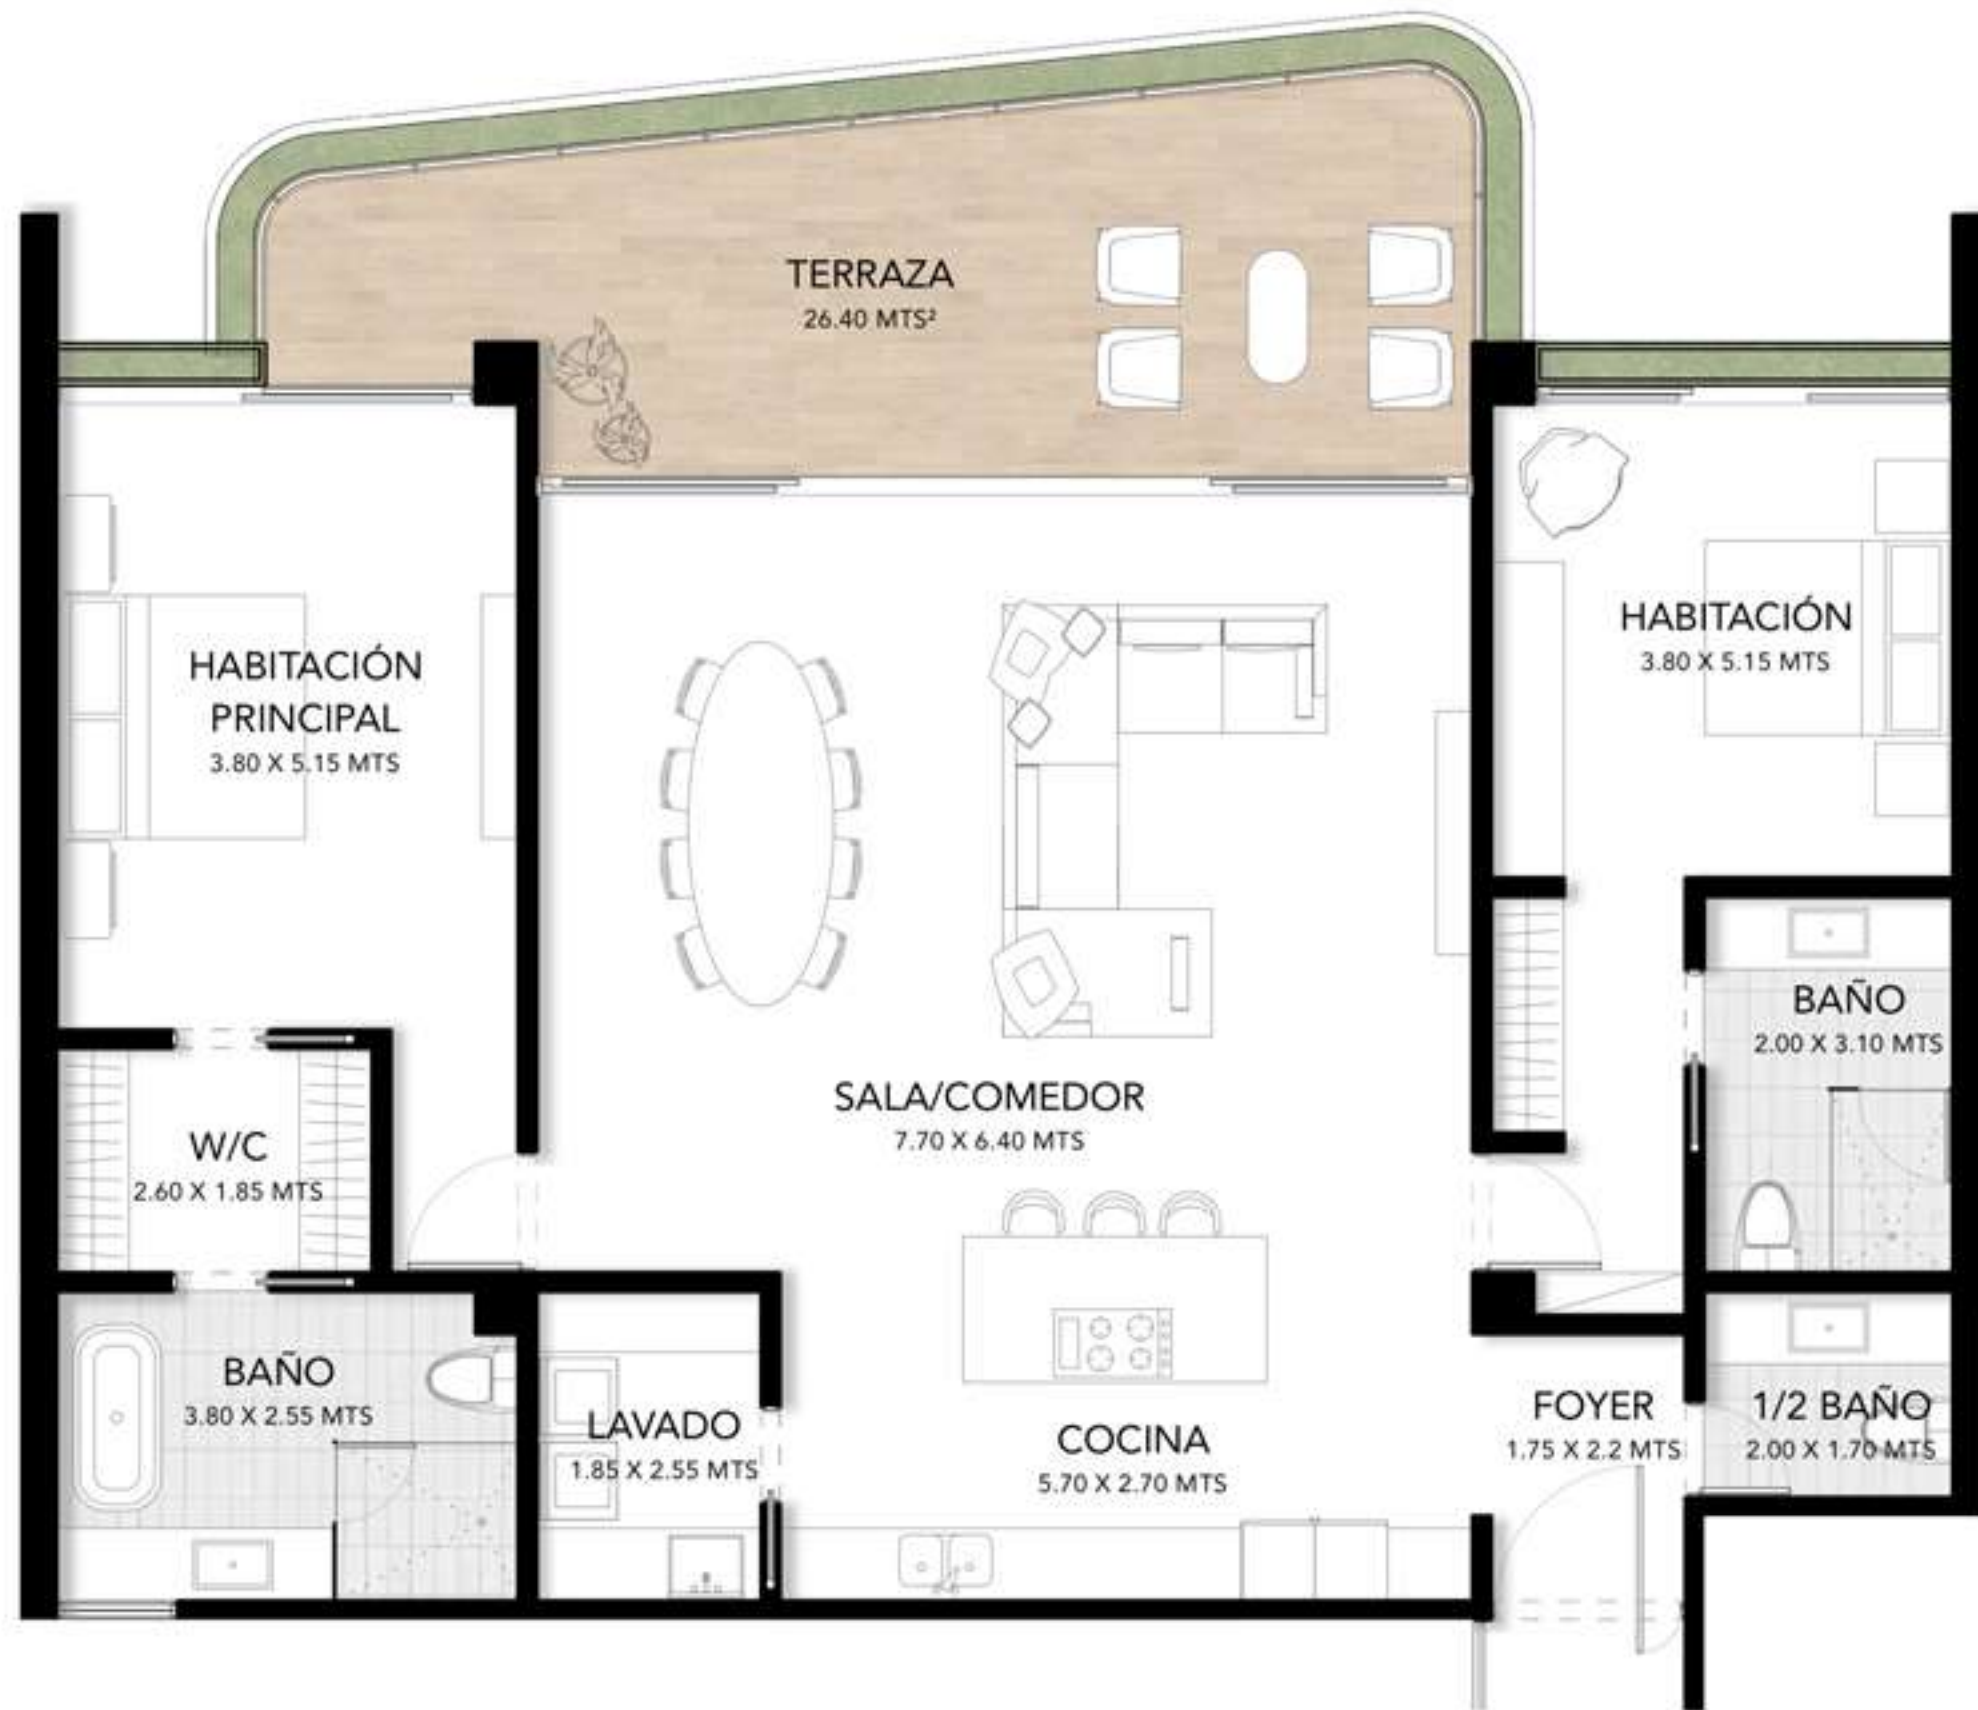 TERRAZA
26.40 MTS²
HABITACIÓN
PRINCIPAL
3.80 X 5.15 MTS
HABITACIÓN
3.80 X 5.15 MTS
BAÑO
2.00 X 3.10 MTS
SALA/COMEDOR
7.70 X 6.40 MTS
W/C
2.60 X 1.85 MTS
BAÑO
3.80 X 2.55 MTS
LAVADO
1.85 X 2.55 MTS
COCINA
5.70 X 2.70 MTS
FOYER
1.75 X 2.2 MTS
1/2 BAÑO
2.00 X 1.70 MTS